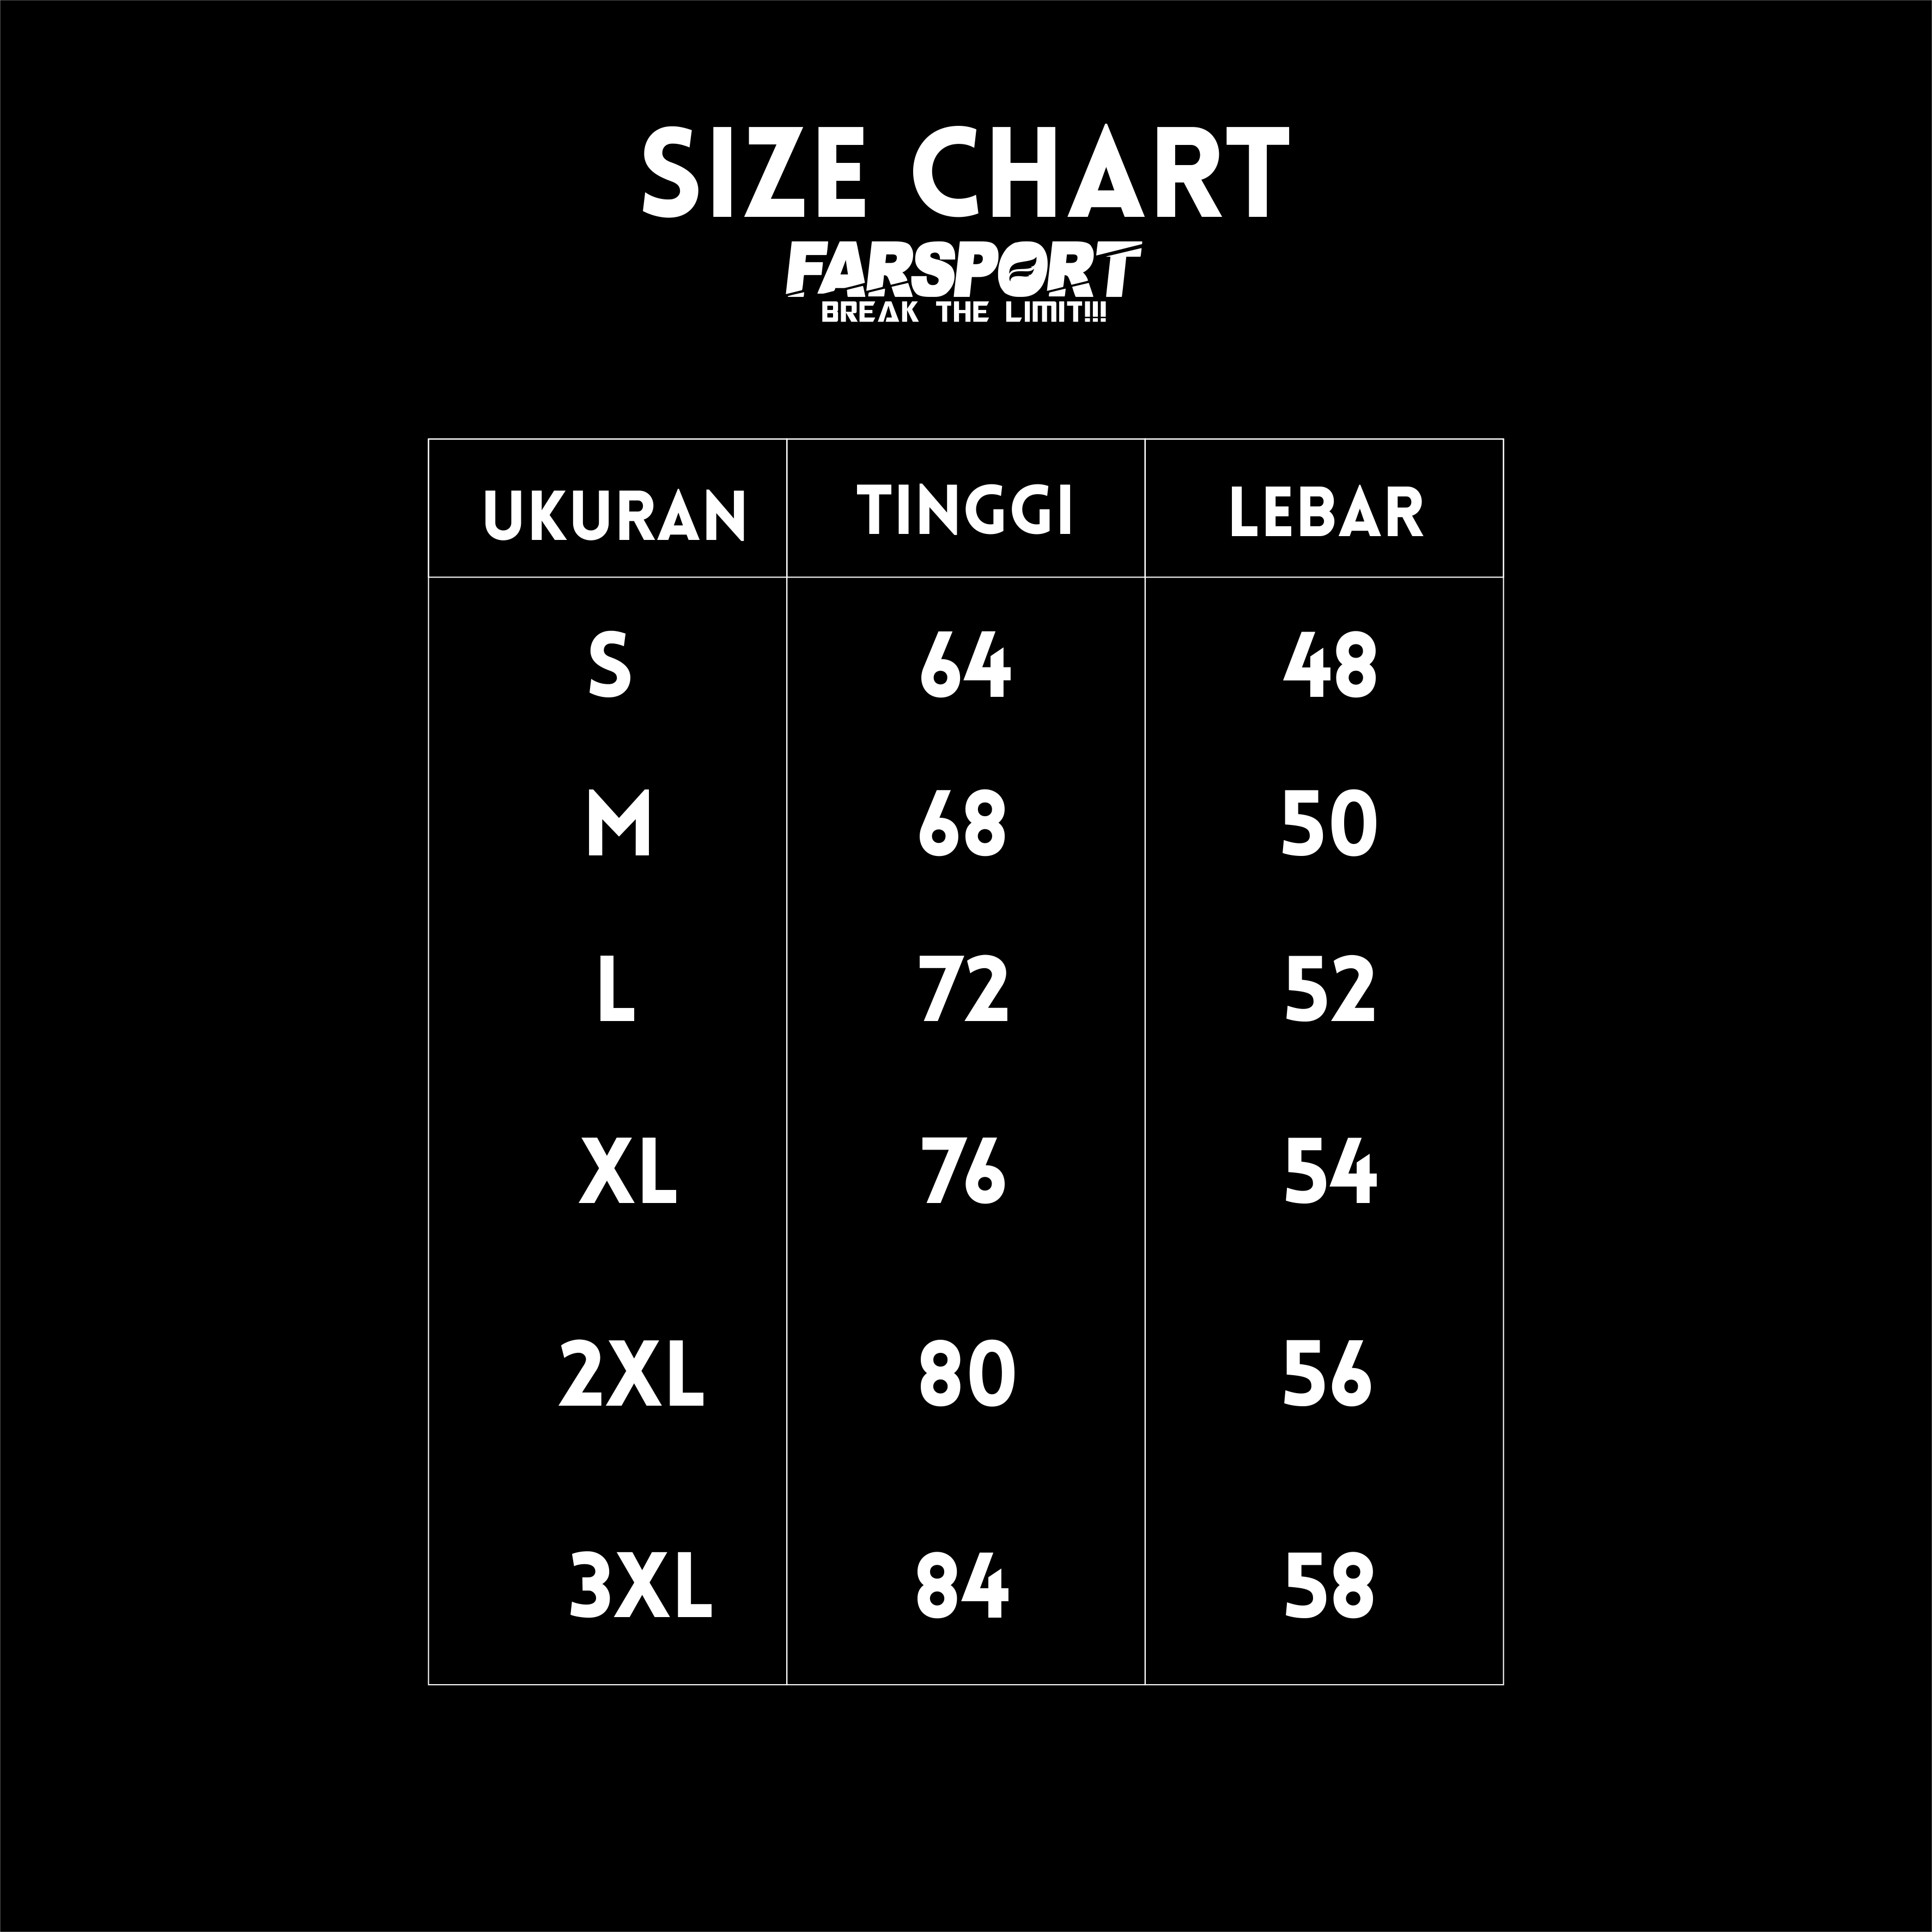 SIZE CHART
FARSPORT
BREAK THE LIMIT!!!
UKURAN TINGGI LEBAR
S 64 48
M 68 50
L 72 52
XL 76 54
2XL 80 56
3XL 84 58